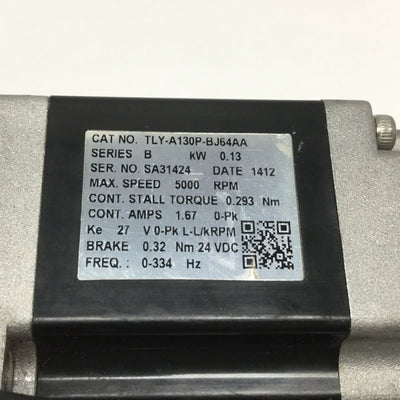 CAT NO. TLY-A130P-BJ64AA
SERIES B kW 0.13
SER. NO. SA31424 DATE 1412
MAX. SPEED 5000 RPM
CONT. STALL TORQUE 0.293 Nm
CONT. AMPS 1.67 0-Pk
Ke 27 V 0-Pk L-L/kRPM
BRAKE 0.32 Nm 24 VDC
FREQ. : 0-334 Hz